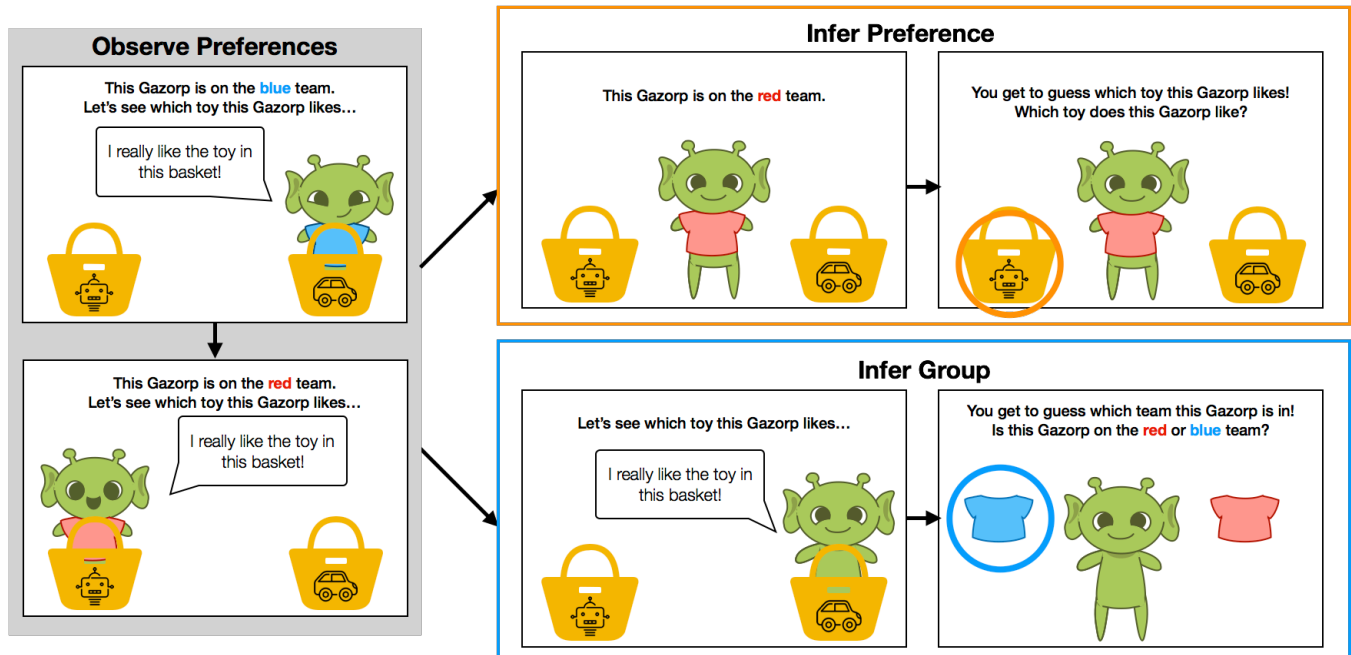 Observe Preferences
This Gazorp is on the blue team.
Let's see which toy this Gazorp likes…
I really like the toy in
this basket!
This Gazorp is on the red team.
Let's see which toy this Gazorp likes…
I really like the toy in
this basket!
Infer Preference
This Gazorp is on the red team.
You get to guess which toy this Gazorp likes!
Which toy does this Gazorp like?
Infer Group
Let's see which toy this Gazorp likes…
I really like the toy in
this basket!
You get to guess which team this Gazorp is in!
Is this Gazorp on the red or blue team?